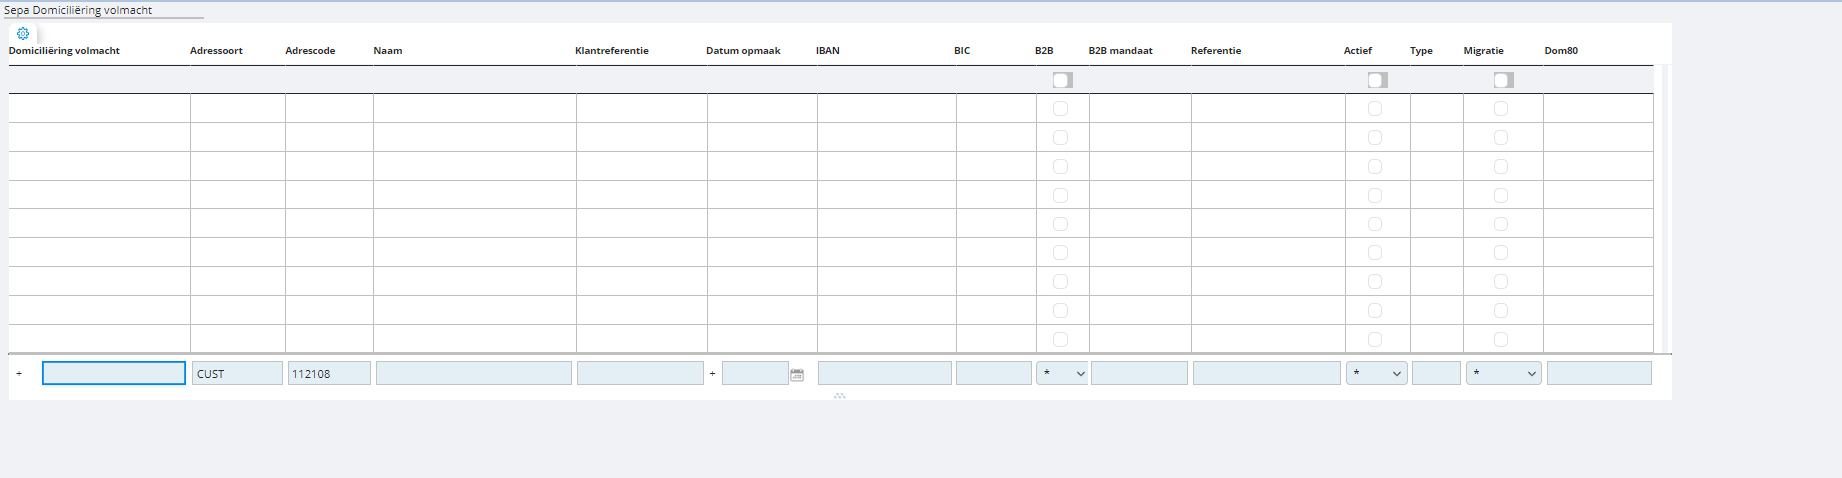 Sepa Domiciliëring volmacht
Domiciliëring volmacht Adressoort Adrescode Naam Klantreferentie Datum opmaak IBAN BIC B2B B2B mandaat Referentie Actief Type Migratie Dom80
+ CUST 112108 + * * *